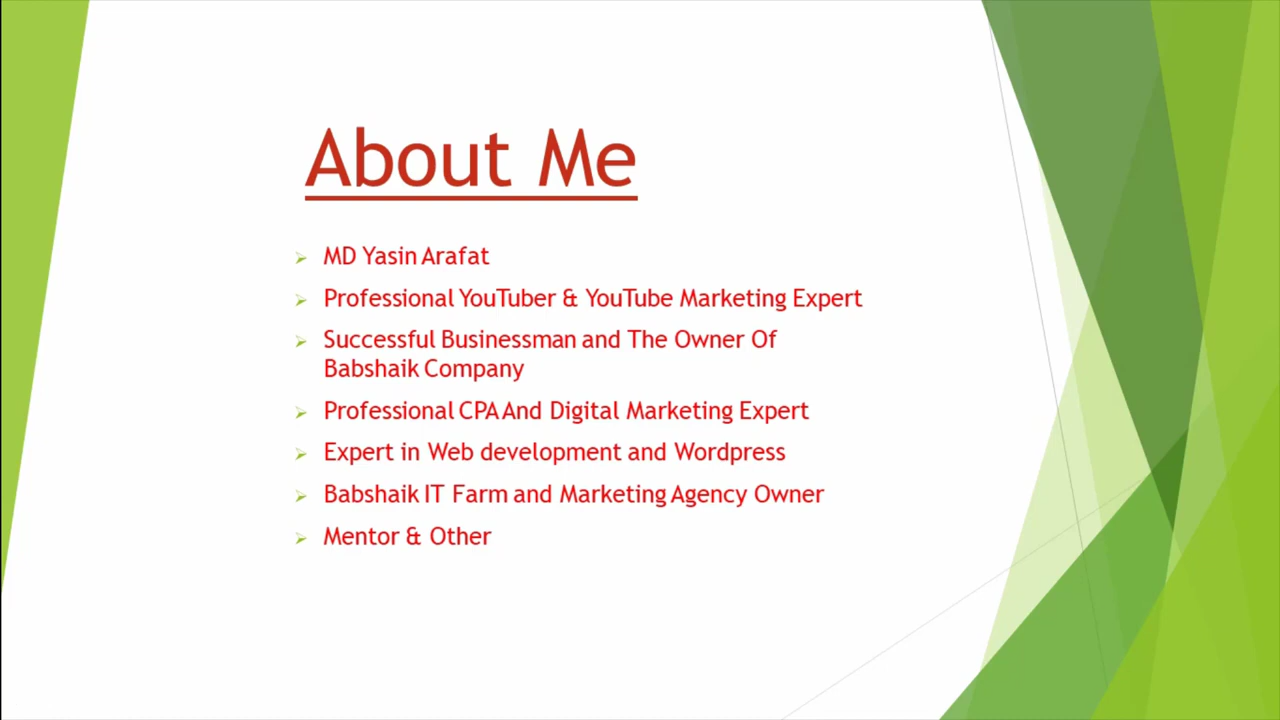 About Me
MD Yasin Arafat
Professional YouTuber & YouTube Marketing Expert
Successful Businessman and The Owner Of
Babshaik Company
Professional CPA And Digital Marketing Expert
Expert in Web development and Wordpress
Babshaik IT Farm and Marketing Agency Owner
Mentor & Other